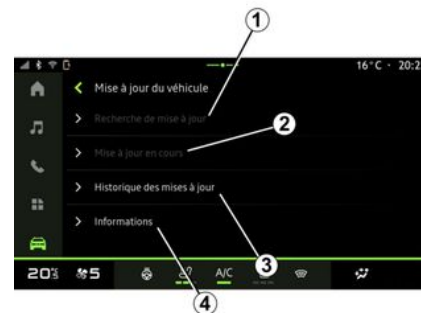 1
16°C · 20:2
Mise à jour du véhicule
Recherche de mise à jour
2
Mise à jour en cours
Historique des mises à jour
Informations
3
20
5
A/C
4